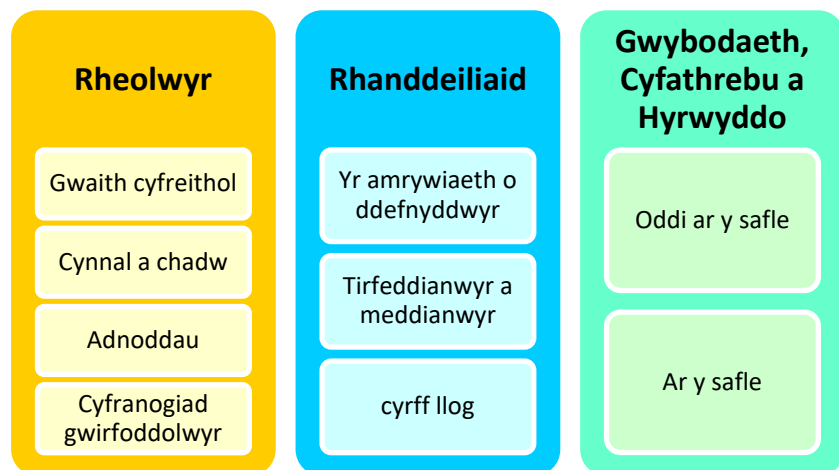 Rheolwyr
Gwaith cyfreithol
Cynnal a chadw
Adnoddau
Cyfranogiad
gwirfoddolwyr
Rhanddeiliaid
Yr amrywiaeth o
ddefnyddwyr
Tirfeddianwyr a
meddianwyr
cyrff llog
Gwybodaeth,
Cyfathrebu a
Hyrwyddo
Oddi ar y safle
Ar y safle